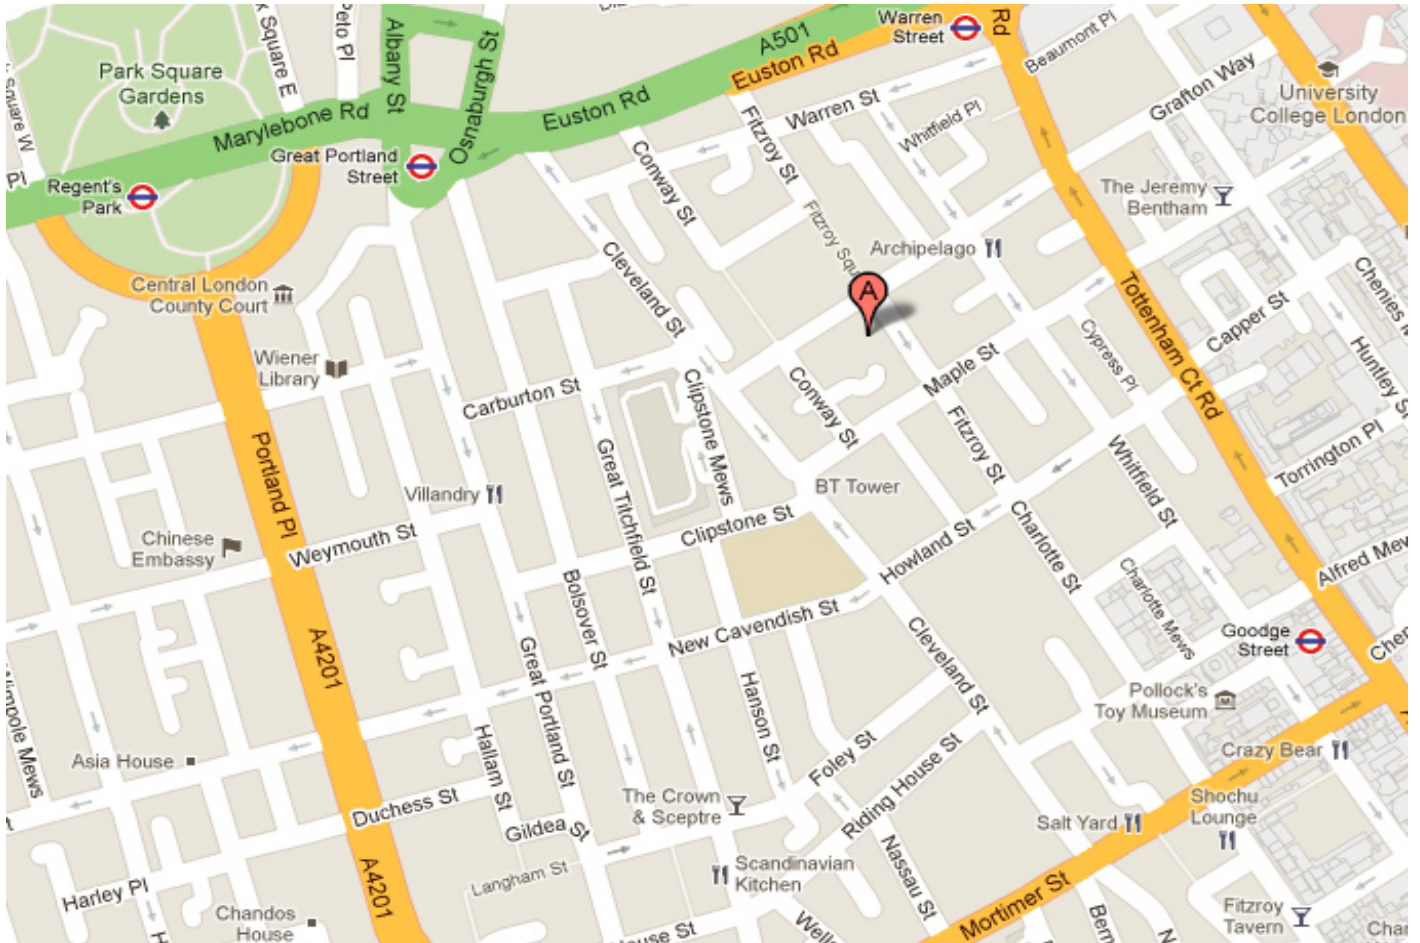 Park Square
Gardens
Square E
Peto Pl
Albany St
Osnaburgh St
A501
Euston Rd
Warren
Street
Rd
Beaumont Pl
Grafton Way
University
College London
Square W
Marylebone Rd
Euston Rd
Warren St
Whitfield Pl
Great Portland
Street
Pl
Regent's
Park
Conway St
Fitzroy St
The Jeremy
Bentham
Archipelago
Central London
County Court
Cleveland St
A
Tottenham Ct Rd
Capper St
Cypress Pl
Wiener
Library
Carburton St
Clipstone Mews
Conway St
Maple St
Fitzroy St
Portland Pl
Great Titchfield St
Whitfield St
Torrington Pl
Villandry
BT Tower
Clipstone St
Charlotte St
Chinese
Embassy
Weymouth St
Howland St
Alfred Mew
Charlotte Mews
Bolsover St
New Cavendish St
Cleveland St
Goodge
Street
A4201
Great Portland St
Hanson St
Pollock's
Toy Museum
Hallam St
Asia House
Foley St
Riding House St
Crazy Bear
Duchess St
Gildea St
The Crown
& Sceptre
Salt Yard
Shochu
Lounge
Nassau St
Langham St
Scandinavian
Kitchen
Harley Pl
A4201
Mortimer St
Chandos
House
House St
Fitzroy
Tavern